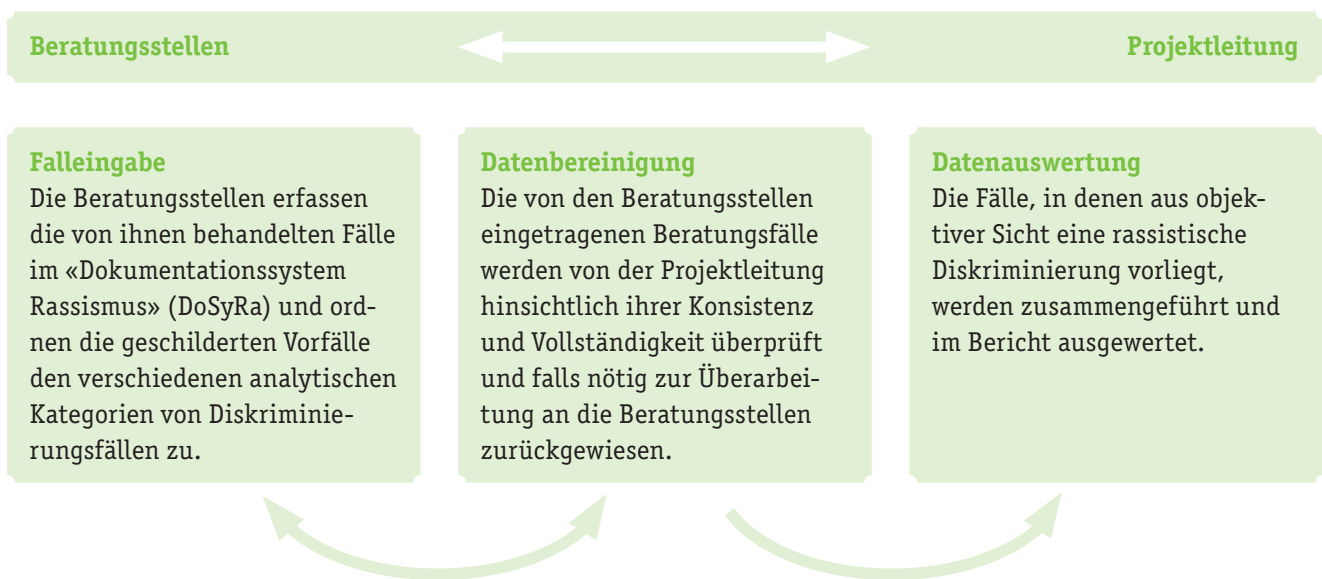 Beratungsstellen
Projektleitung
Falleingabe
Die Beratungsstellen erfassen
die von ihnen behandelten Fälle
im «Dokumentationssystem
Rassismus» (DoSyRa) und ord-
nen die geschilderten Vorfälle
den verschiedenen analytischen
Kategorien von Diskriminie-
rungsfällen zu.
Datenbereinigung
Die von den Beratungsstellen
eingetragenen Beratungsfälle
werden von der Projektleitung
hinsichtlich ihrer Konsistenz
und Vollständigkeit überprüft
und falls nötig zur Überarbei-
tung an die Beratungsstellen
zurückgewiesen.
Datenauswertung
Die Fälle, in denen aus objek-
tiver Sicht eine rassistische
Diskriminierung vorliegt,
werden zusammengeführt und
im Bericht ausgewertet.